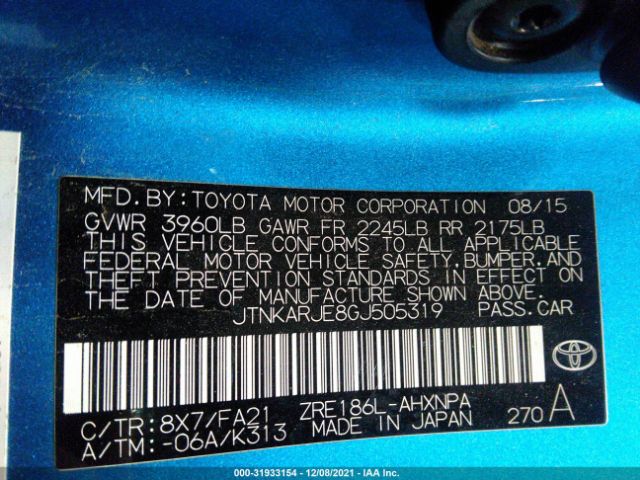 MFD. BY: TOYOTA MOTOR CORPORATION 08/15
GVWR 3960LB GAWR FR 2245LB RR 2175LB
THIS VEHICLE CONFORMS TO ALL APPLICABLE
FEDERAL MOTOR VEHICLE SAFETY, BUMPER, AND
THEFT PREVENTION STANDARDS IN EFFECT ON
THE DATE OF MANUFACTURE SHOWN ABOVE.
JTNKARJE8GJ505319 PASS.CAR
C/TR: 8X7/FA21 ZRE186L-AHXNPA
A/TM: -06A/K313 MADE IN JAPAN 270 A
000-31933154 - 12/08/2021 - IAA Inc.